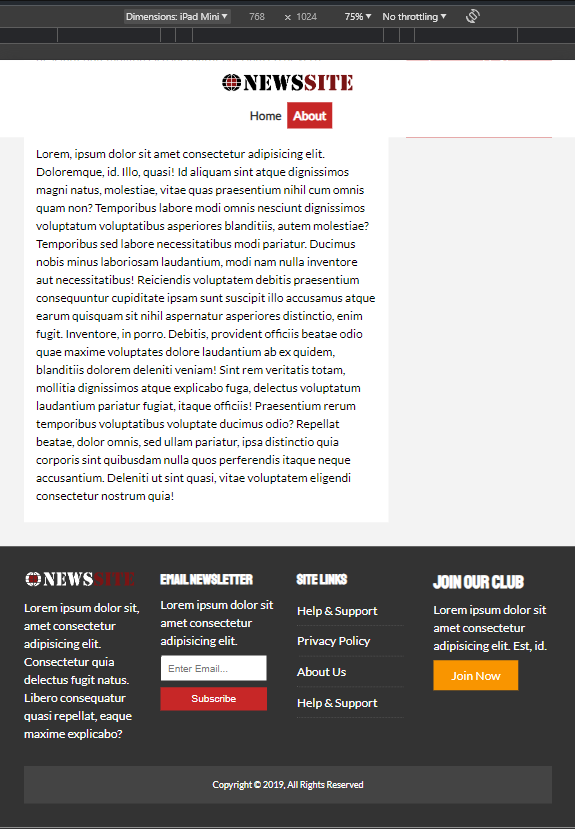 Dimensions: iPad Mini ▼ 768 × 1024 75% ▼ No throttling ▼
NEWSSITE
Home About
Lorem, ipsum dolor sit amet consectetur adipisicing elit.
Doloremque, id. Illo, quasi! Id aliquam sint atque dignissimos
magni natus, molestiae, vitae quas praesentium nihil cum omnis
quam non? Temporibus labore modi omnis nesciunt dignissimos
voluptatum voluptatibus asperiores blanditiis, autem molestiae?
Temporibus sed labore necessitatibus modi pariatur. Ducimus
nobis minus laboriosam laudantium, modi nam nulla inventore
aut necessitatibus! Reiciendis voluptatem debitis praesentium
consequuntur cupiditate ipsam sunt suscipit illo accusamus atque
earum quisquam sit nihil aspernatur asperiores distinctio, enim
fugit. Inventore, in porro. Debitis, provident officiis beatae odio
quae maxime voluptates dolore laudantium ab ex quidem,
blanditiis dolorem deleniti veniam! Sint rem veritatis totam,
mollitia dignissimos atque explicabo fuga, delectus voluptatum
laudantium pariatur fugiat, itaque officiis! Praesentium rerum
temporibus voluptatibus voluptate ducimus odio? Repellat
beatae, dolor omnis, sed ullam pariatur, ipsa distinctio quia
corporis sint quibusdam nulla quos perferendis itaque neque
accusantium. Deleniti ut sint quasi, vitae voluptatem eligendi
consectetur nostrum quia!
NEWSSITE
Lorem ipsum dolor sit,
amet consectetur
adipisicing elit.
Consectetur quia
delectus fugit natus.
Libero consequatur
quasi repellat, eaque
maxime explicabo?
EMAIL NEWSLETTER
Lorem ipsum dolor sit
amet consectetur
adipisicing elit.
Enter Email...
Subscribe
SITE LINKS
Help & Support
Privacy Policy
About Us
Help & Support
JOIN OUR CLUB
Lorem ipsum dolor sit
amet consectetur
adipisicing elit. Est, id.
Join Now
Copyright © 2019, All Rights Reserved